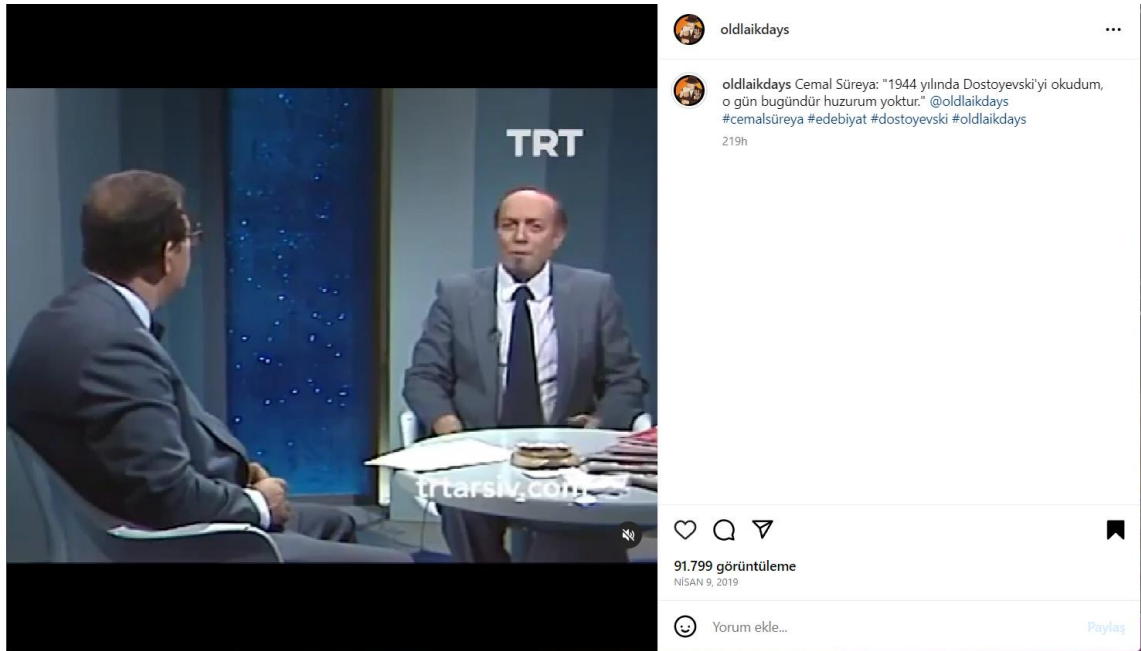 TRT
trtarsiv.com
oldlaikdays
oldlaikdays Cemal Süreya: "1944 yılında Dostoyevski'yi okudum,
o gün bugündür huzurum yoktur." @oldlaikdays
#cemalsüreya #edebiyat #dostoyevski #oldlaikdays
219h
91.799 görüntüleme
NİSAN 9, 2019
Yorum ekle...
Paylaş